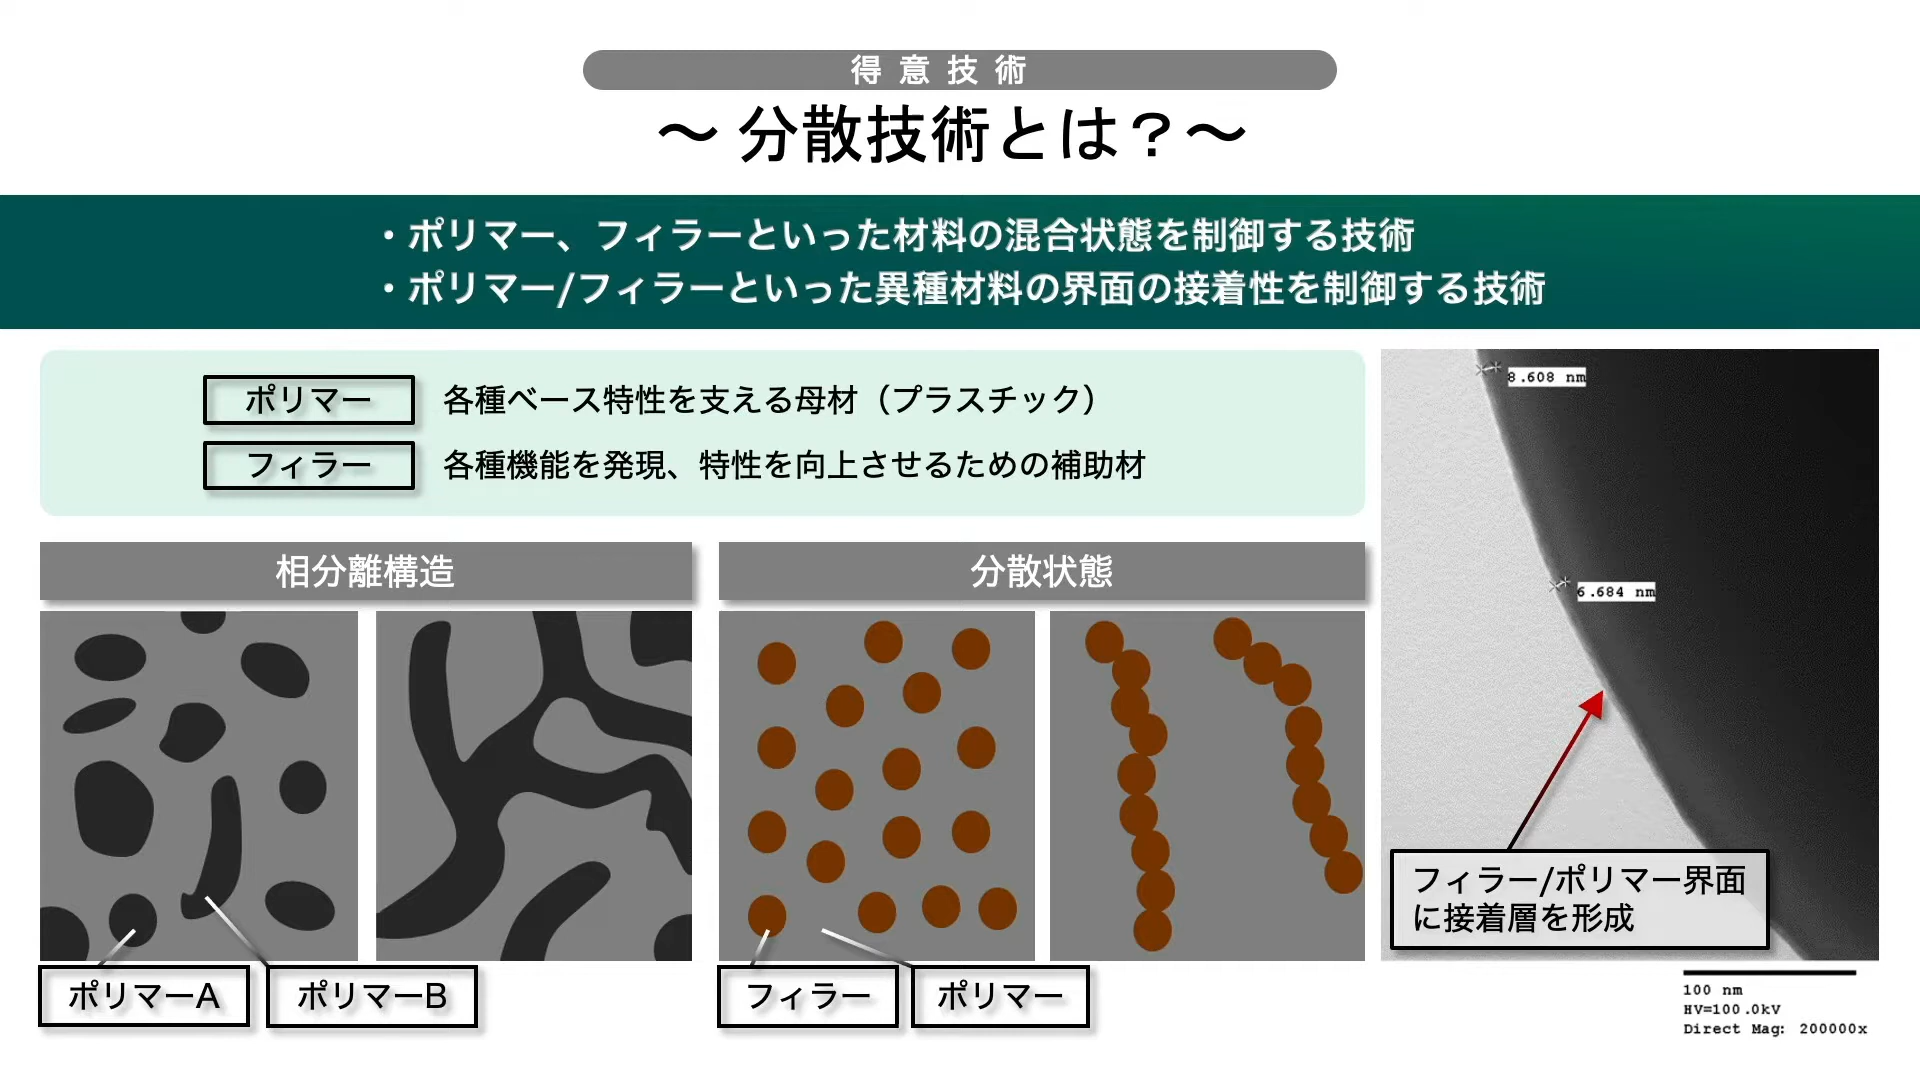 得意技術
～ 分散技術とは？～
・ポリマー、フィラーといった材料の混合状態を制御する技術
・ポリマー/フィラーといった異種材料の界面の接着性を制御する技術
ポリマー 各種ベース特性を支える母材（プラスチック）
フィラー 各種機能を発現、特性を向上させるための補助材
相分離構造
ポリマーA
ポリマーB
分散状態
フィラー
ポリマー
8.608 nm
6.684 nm
フィラー/ポリマー界面
に接着層を形成
100 nm
HV=100.0kV
Direct Mag: 200000x